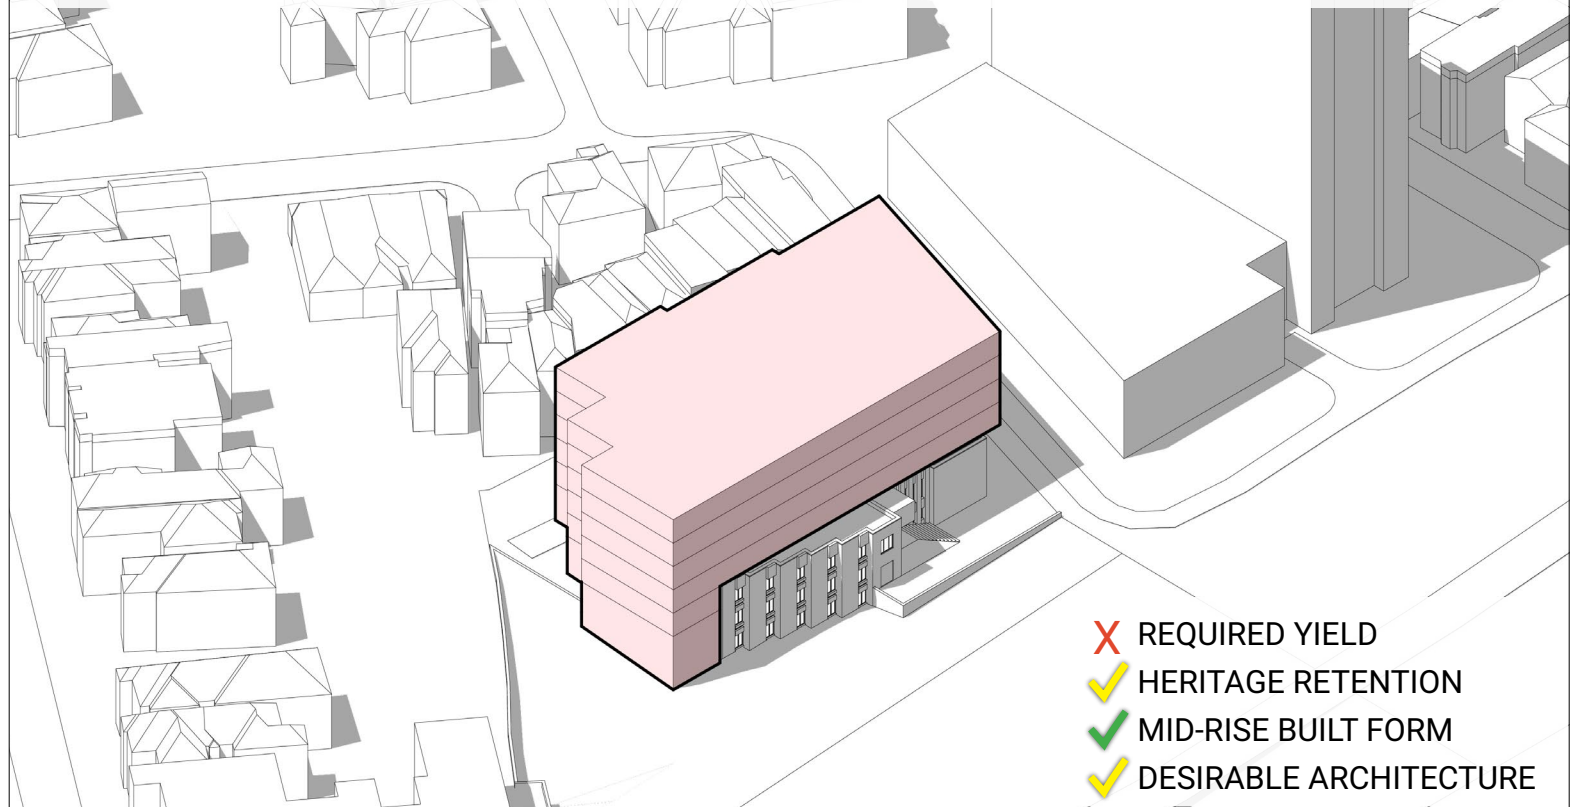 X REQUIRED YIELD
HERITAGE RETENTION
MID-RISE BUILT FORM
DESIRABLE ARCHITECTURE